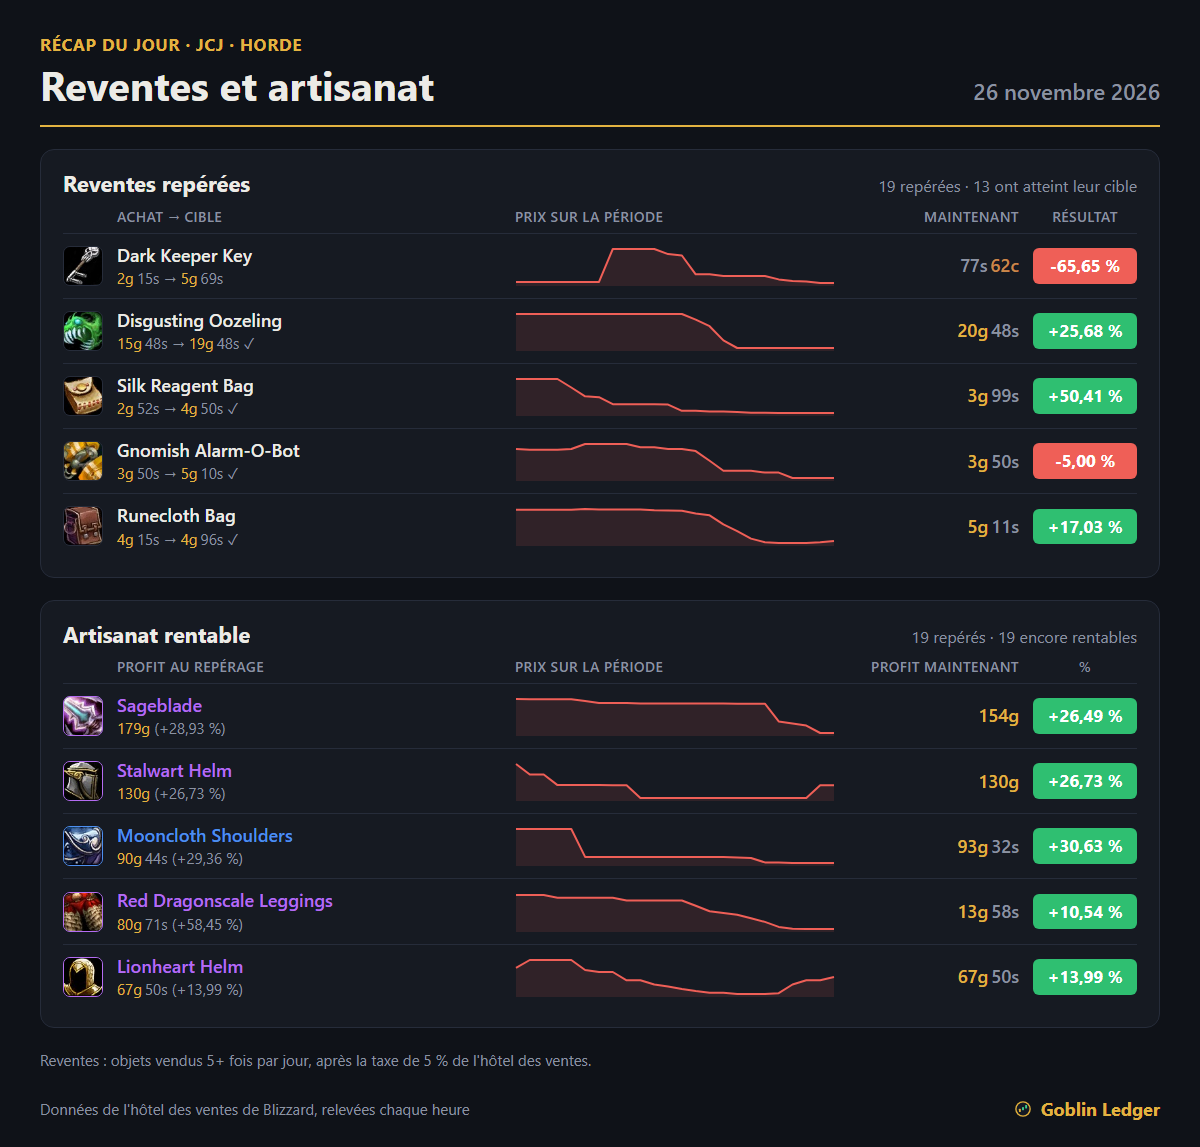 RÉCAP DU JOUR · JCJ · HORDE
Reventes et artisanat
26 novembre 2026
Reventes repérées
19 repérées · 13 ont atteint leur cible
ACHAT → CIBLE PRIX SUR LA PÉRIODE MAINTENANT RÉSULTAT
Dark Keeper Key
2g 15s → 5g 69s
77s 62c
-65,65 %
Disgusting Oozeling
15g 48s → 19g 48s ✓
20g 48s
+25,68 %
Silk Reagent Bag
2g 52s → 4g 50s ✓
3g 99s
+50,41 %
Gnomish Alarm-O-Bot
3g 50s → 5g 10s ✓
3g 50s
-5,00 %
Runecloth Bag
4g 15s → 4g 96s ✓
5g 11s
+17,03 %
Artisanat rentable
19 repérés · 19 encore rentables
PROFIT AU REPÉRAGE PRIX SUR LA PÉRIODE PROFIT MAINTENANT %
Sageblade
179g (+28,93 %)
154g
+26,49 %
Stalwart Helm
130g (+26,73 %)
130g
+26,73 %
Mooncloth Shoulders
90g 44s (+29,36 %)
93g 32s
+30,63 %
Red Dragonscale Leggings
80g 71s (+58,45 %)
13g 58s
+10,54 %
Lionheart Helm
67g 50s (+13,99 %)
67g 50s
+13,99 %
Reventes : objets vendus 5+ fois par jour, après la taxe de 5 % de l'hôtel des ventes.
Données de l'hôtel des ventes de Blizzard, relevées chaque heure
Goblin Ledger